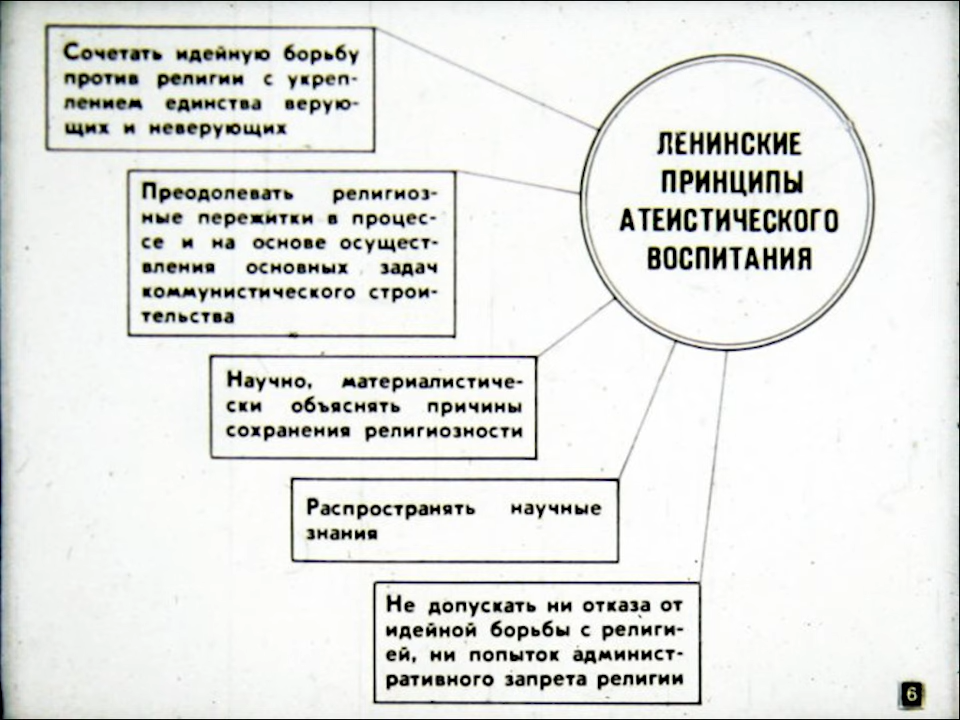 Сочетать идейную борьбу
против религии с укреп-
лением единства верую-
щих и неверующих
ЛЕНИНСКИЕ
ПРИНЦИПЫ
АТЕИСТИЧЕСКОГО
ВОСПИТАНИЯ
Преодолевать религиоз-
ные пережитки в процес-
се и на основе осущест-
вления основных задач
коммунистического строи-
тельства
Научно, материалистиче-
ски объяснять причины
сохранения религиозности
Распространять научные
знания
Не допускать ни отказа от
идейной борьбы с религи-
ей, ни попыток админист-
ративного запрета религии
6